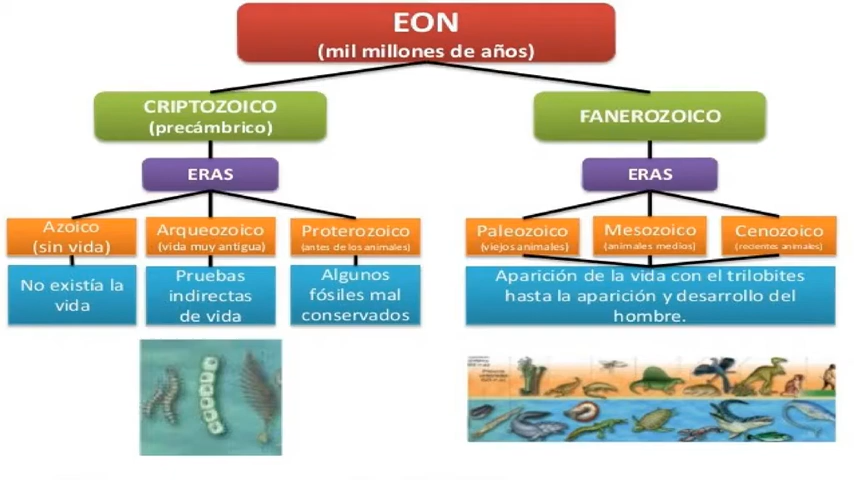 EON
(mil millones de años)
CRIPTOZOICO
(precámbrico)
FANEROZOICO
ERAS
ERAS
Azoico
(sin vida)
Arqueozoico
(vida muy antigua)
Proterozoico
(antes de los animales)
Paleozoico
(viejos animales)
Mesozoico
(animales medios)
Cenozoico
(recientes animales)
No existía la
vida
Pruebas
indirectas
de vida
Algunos
fósiles mal
conservados
Aparición de la vida con el trilobites
hasta la aparición y desarrollo del
hombre.